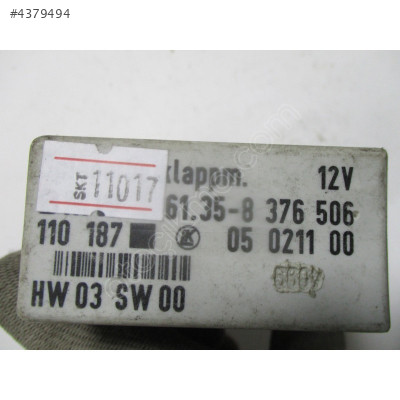 #4379494
klappm. 12V
SKT 11017
61.35-8 376 506
110 187 05 0211 00
HW 03 SW 00